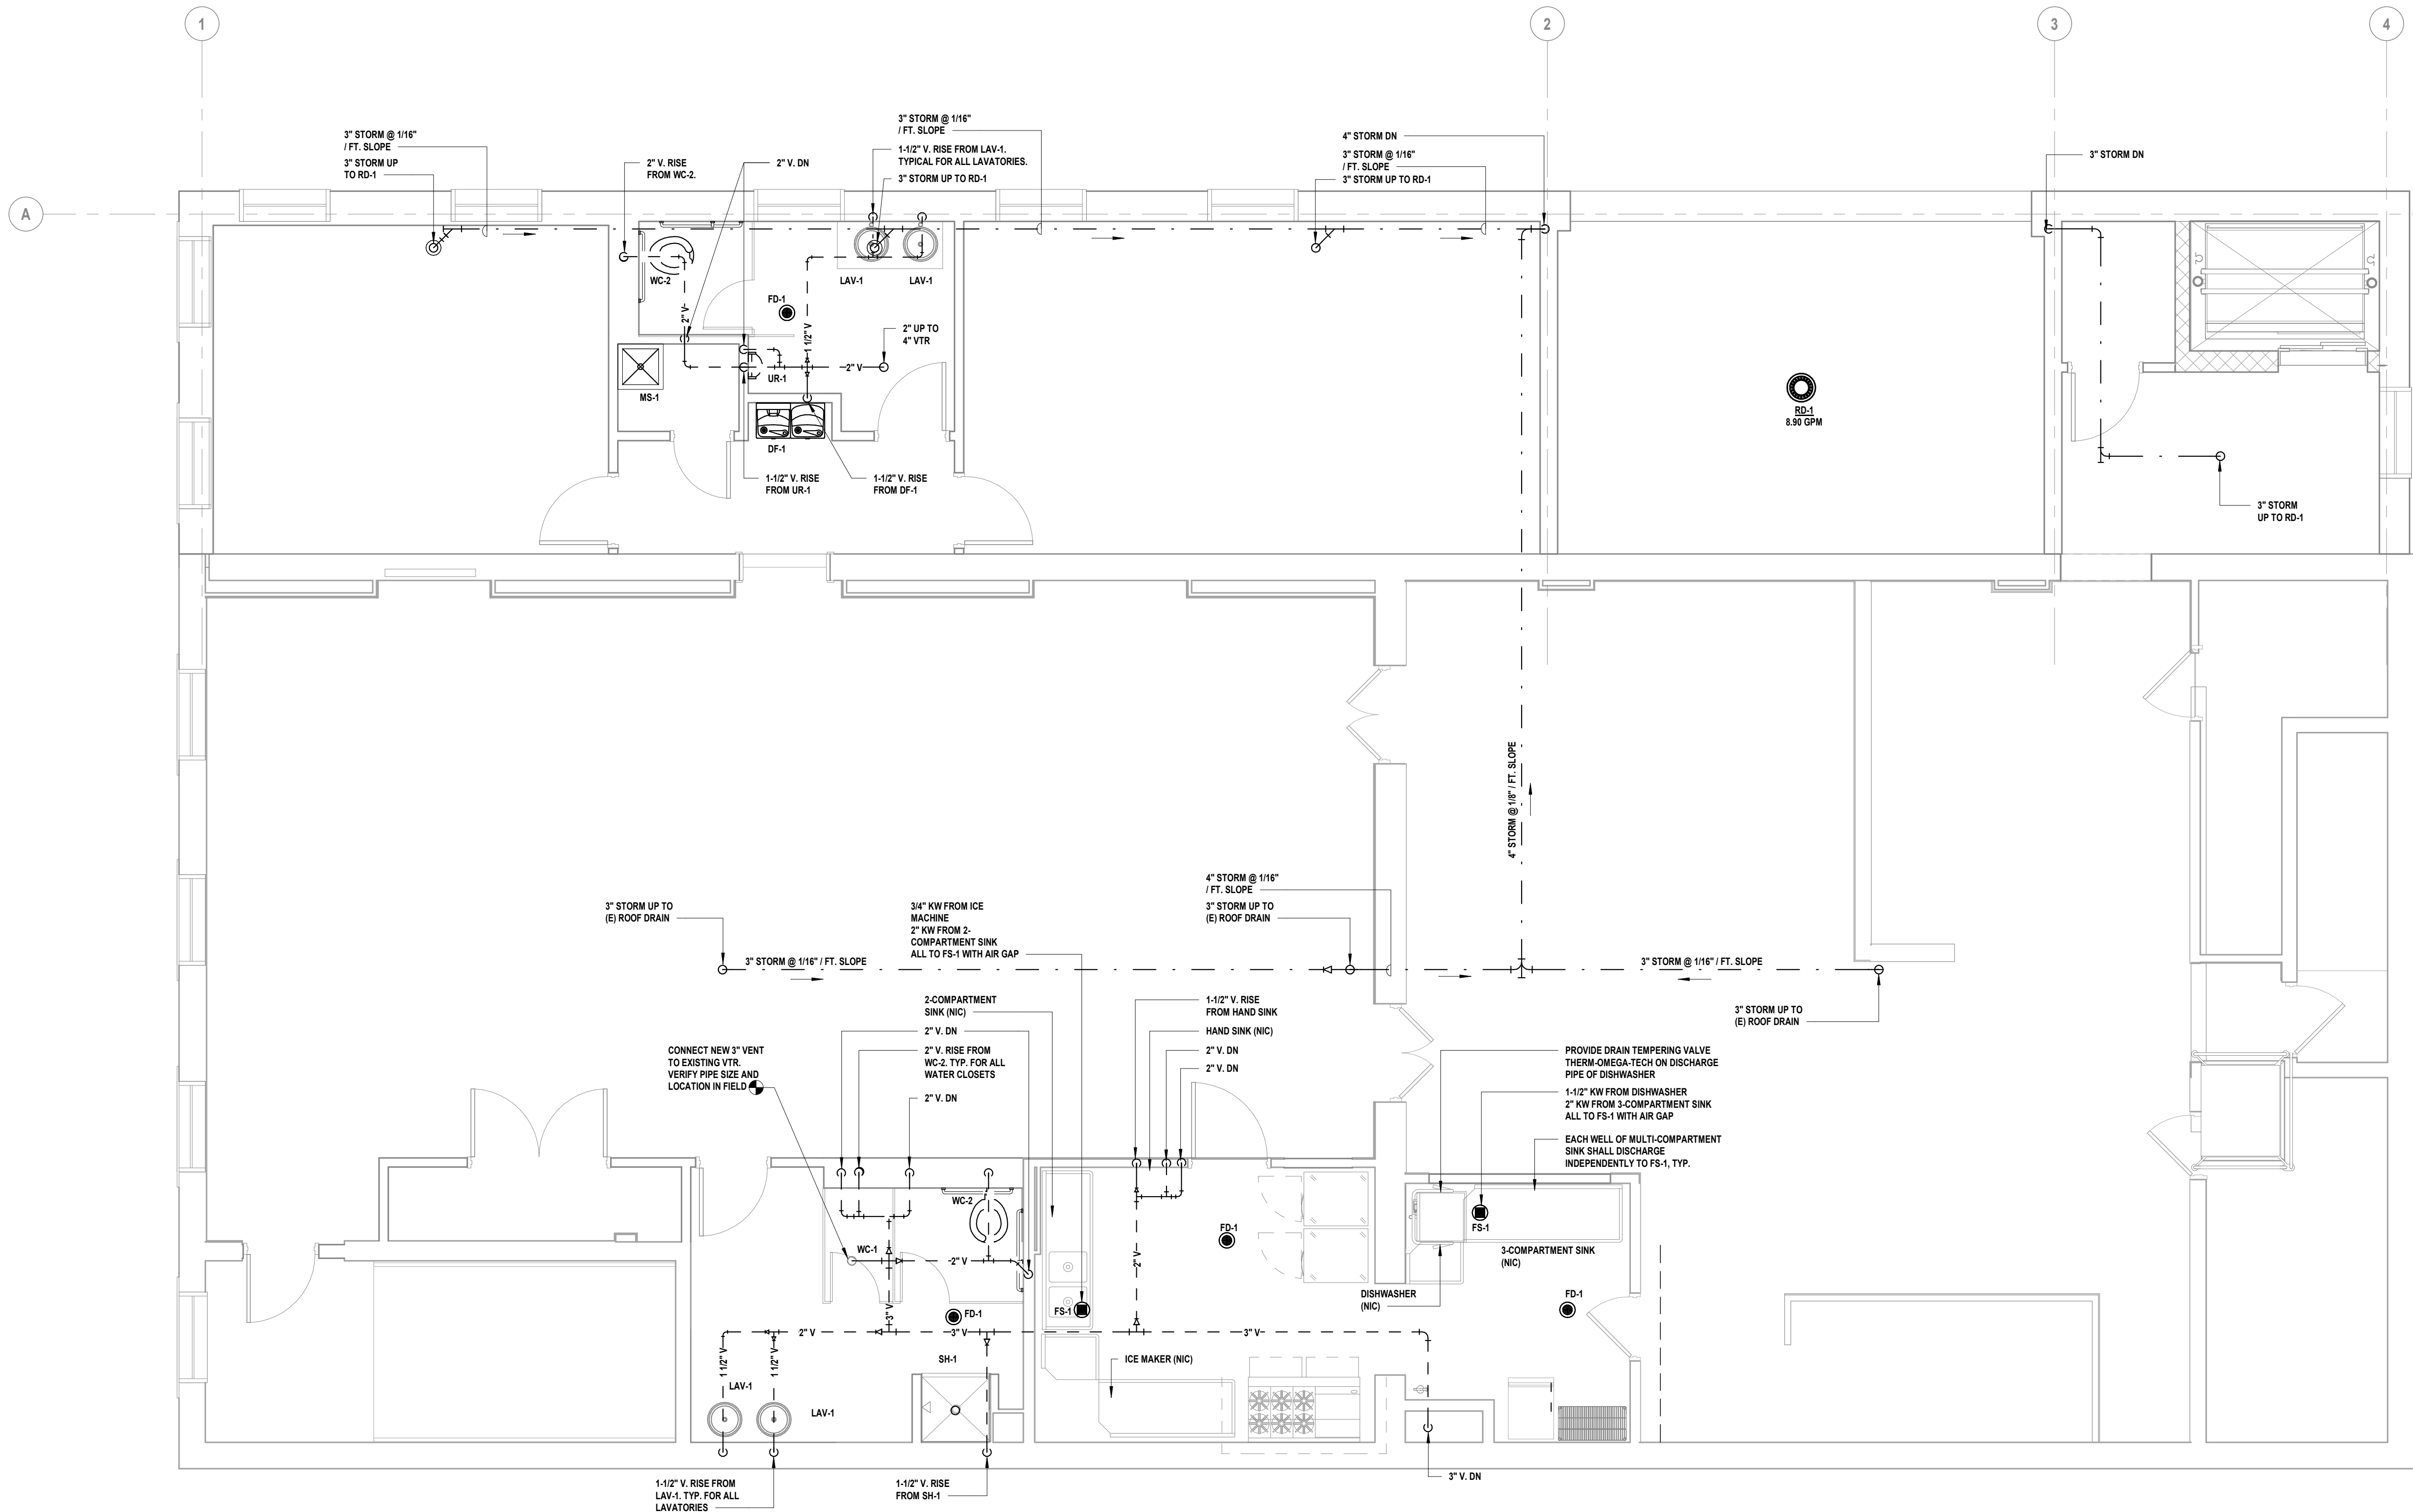 1
2
3
4
A
3" STORM @ 1/16"
/ FT. SLOPE
3" STORM UP
TO RD-1
2" V. RISE
FROM WC-2.
2" V. DN
3" STORM @ 1/16"
/ FT. SLOPE
1-1/2" V. RISE FROM LAV-1.
TYPICAL FOR ALL LAVATORIES.
3" STORM UP TO RD-1
4" STORM DN
3" STORM @ 1/16"
/ FT. SLOPE
3" STORM UP TO RD-1
3" STORM DN
WC-2
LAV-1
LAV-1
FD-1
2" V
1 1/2" V
2" UP TO
4" VTR
2" V
UR-1
MS-1
DF-1
1-1/2" V. RISE
FROM UR-1
1-1/2" V. RISE
FROM DF-1
RD-1
8.90 GPM
3" STORM
UP TO RD-1
4" STORM @ 1/8" / FT. SLOPE
3" STORM UP TO
(E) ROOF DRAIN
3" STORM @ 1/16" / FT. SLOPE
3/4" KW FROM ICE
MACHINE
2" KW FROM 2-
COMPARTMENT SINK
ALL TO FS-1 WITH AIR GAP
4" STORM @ 1/16"
/ FT. SLOPE
3" STORM UP TO
(E) ROOF DRAIN
3" STORM @ 1/16" / FT. SLOPE
3" STORM UP TO
(E) ROOF DRAIN
2-COMPARTMENT
SINK (NIC)
2" V. DN
2" V. RISE FROM
WC-2. TYP. FOR ALL
WATER CLOSETS
2" V. DN
CONNECT NEW 3" VENT
TO EXISTING VTR.
VERIFY PIPE SIZE AND
LOCATION IN FIELD
1-1/2" V. RISE
FROM HAND SINK
HAND SINK (NIC)
2" V. DN
2" V. DN
PROVIDE DRAIN TEMPERING VALVE
THERM-OMEGA-TECH ON DISCHARGE
PIPE OF DISHWASHER
1-1/2" KW FROM DISHWASHER
2" KW FROM 3-COMPARTMENT SINK
ALL TO FS-1 WITH AIR GAP
EACH WELL OF MULTI-COMPARTMENT
SINK SHALL DISCHARGE
INDEPENDENTLY TO FS-1, TYP.
WC-2
WC-1
2" V
FD-1
FS-1
3" V
2" V
FD-1
FS-1
3-COMPARTMENT SINK
(NIC)
DISHWASHER
(NIC)
FD-1
2" V
3" V
3" V
1 1/2" V
1 1/2" V
LAV-1
LAV-1
SH-1
ICE MAKER (NIC)
1-1/2" V. RISE FROM
LAV-1. TYP. FOR ALL
LAVATORIES
1-1/2" V. RISE
FROM SH-1
3" V. DN